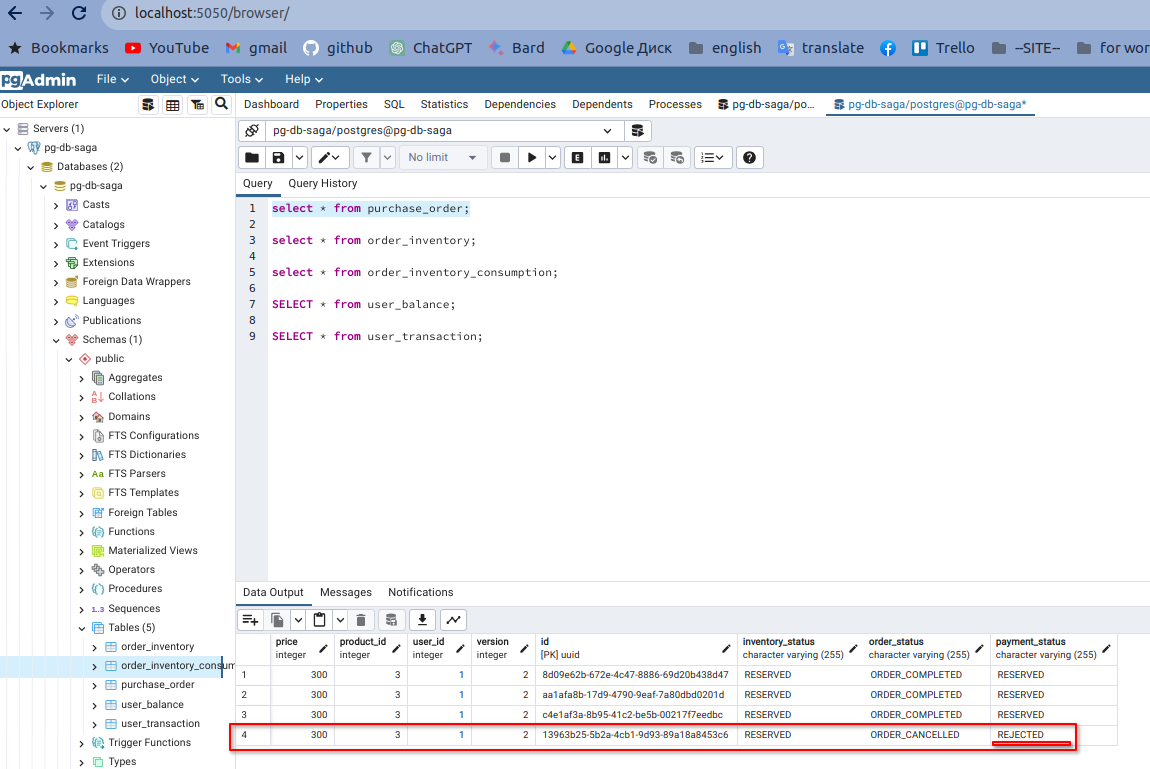 localhost:5050/browser/
Bookmarks YouTube gmail github ChatGPT Bard Google Диск english translate Trello --SITE-- for wor
pgAdmin File Object Tools Help
Object Explorer
Dashboard Properties SQL Statistics Dependencies Dependents Processes pg-db-saga/po... pg-db-saga/postgres@pg-db-saga*
Servers (1)
pg-db-saga
Databases (2)
pg-db-saga
Casts
Catalogs
Event Triggers
Extensions
Foreign Data Wrappers
Languages
Publications
Schemas (1)
public
Aggregates
Collations
Domains
FTS Configurations
FTS Dictionaries
Aa FTS Parsers
FTS Templates
Foreign Tables
Functions
Materialized Views
Operators
Procedures
1..3 Sequences
Tables (5)
order_inventory
order_inventory_consum
purchase_order
user_balance
user_transaction
Trigger Functions
Types
pg-db-saga/postgres@pg-db-saga
No limit E
Query Query History
1 select * from purchase_order;
2
3 select * from order_inventory;
4
5 select * from order_inventory_consumption;
6
7 SELECT * from user_balance;
8
9 SELECT * from user_transaction;
Data Output Messages Notifications
price product_id user_id version id inventory_status order_status payment_status
integer integer integer integer [PK] uuid character varying (255) character varying (255) character varying (255)
1 300 3 1 2 8d09e62b-672e-4c47-8886-69d20b438d47 RESERVED ORDER_COMPLETED RESERVED
2 300 3 1 2 aa1afa8b-17d9-4790-9eaf-7a80dbd0201d RESERVED ORDER_COMPLETED RESERVED
3 300 3 1 2 c4e1af3a-8b95-41c2-be5b-00217f7eedbc RESERVED ORDER_COMPLETED RESERVED
4 300 3 1 2 13963b25-5b2a-4cb1-9d93-89a18a8453c6 RESERVED ORDER_CANCELLED REJECTED